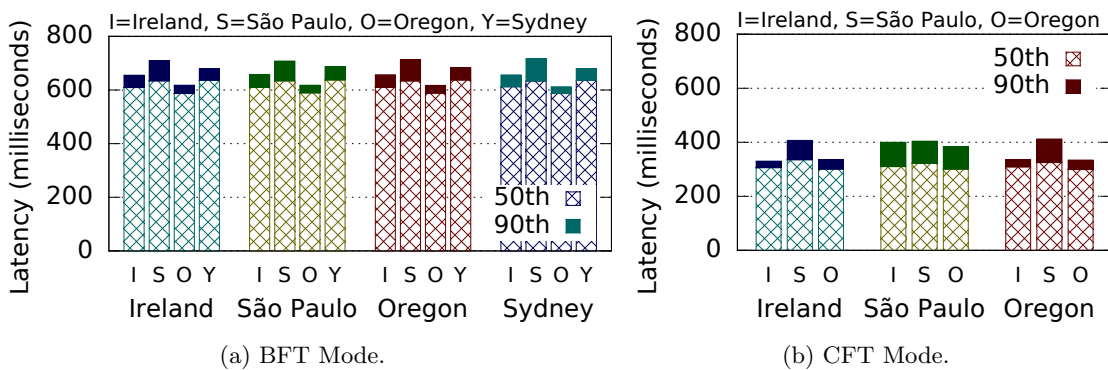 I=Ireland, S=São Paulo, O=Oregon, Y=Sydney
800
600
400
200
0
Latency (milliseconds)
50th
90th
I S O Y I S O Y I S O Y I S O Y
Ireland São Paulo Oregon Sydney
(a) BFT Mode.
I=Ireland, S=São Paulo, O=Oregon
800
600
400
200
0
Latency (milliseconds)
50th
90th
I S O I S O I S O
Ireland São Paulo Oregon
(b) CFT Mode.